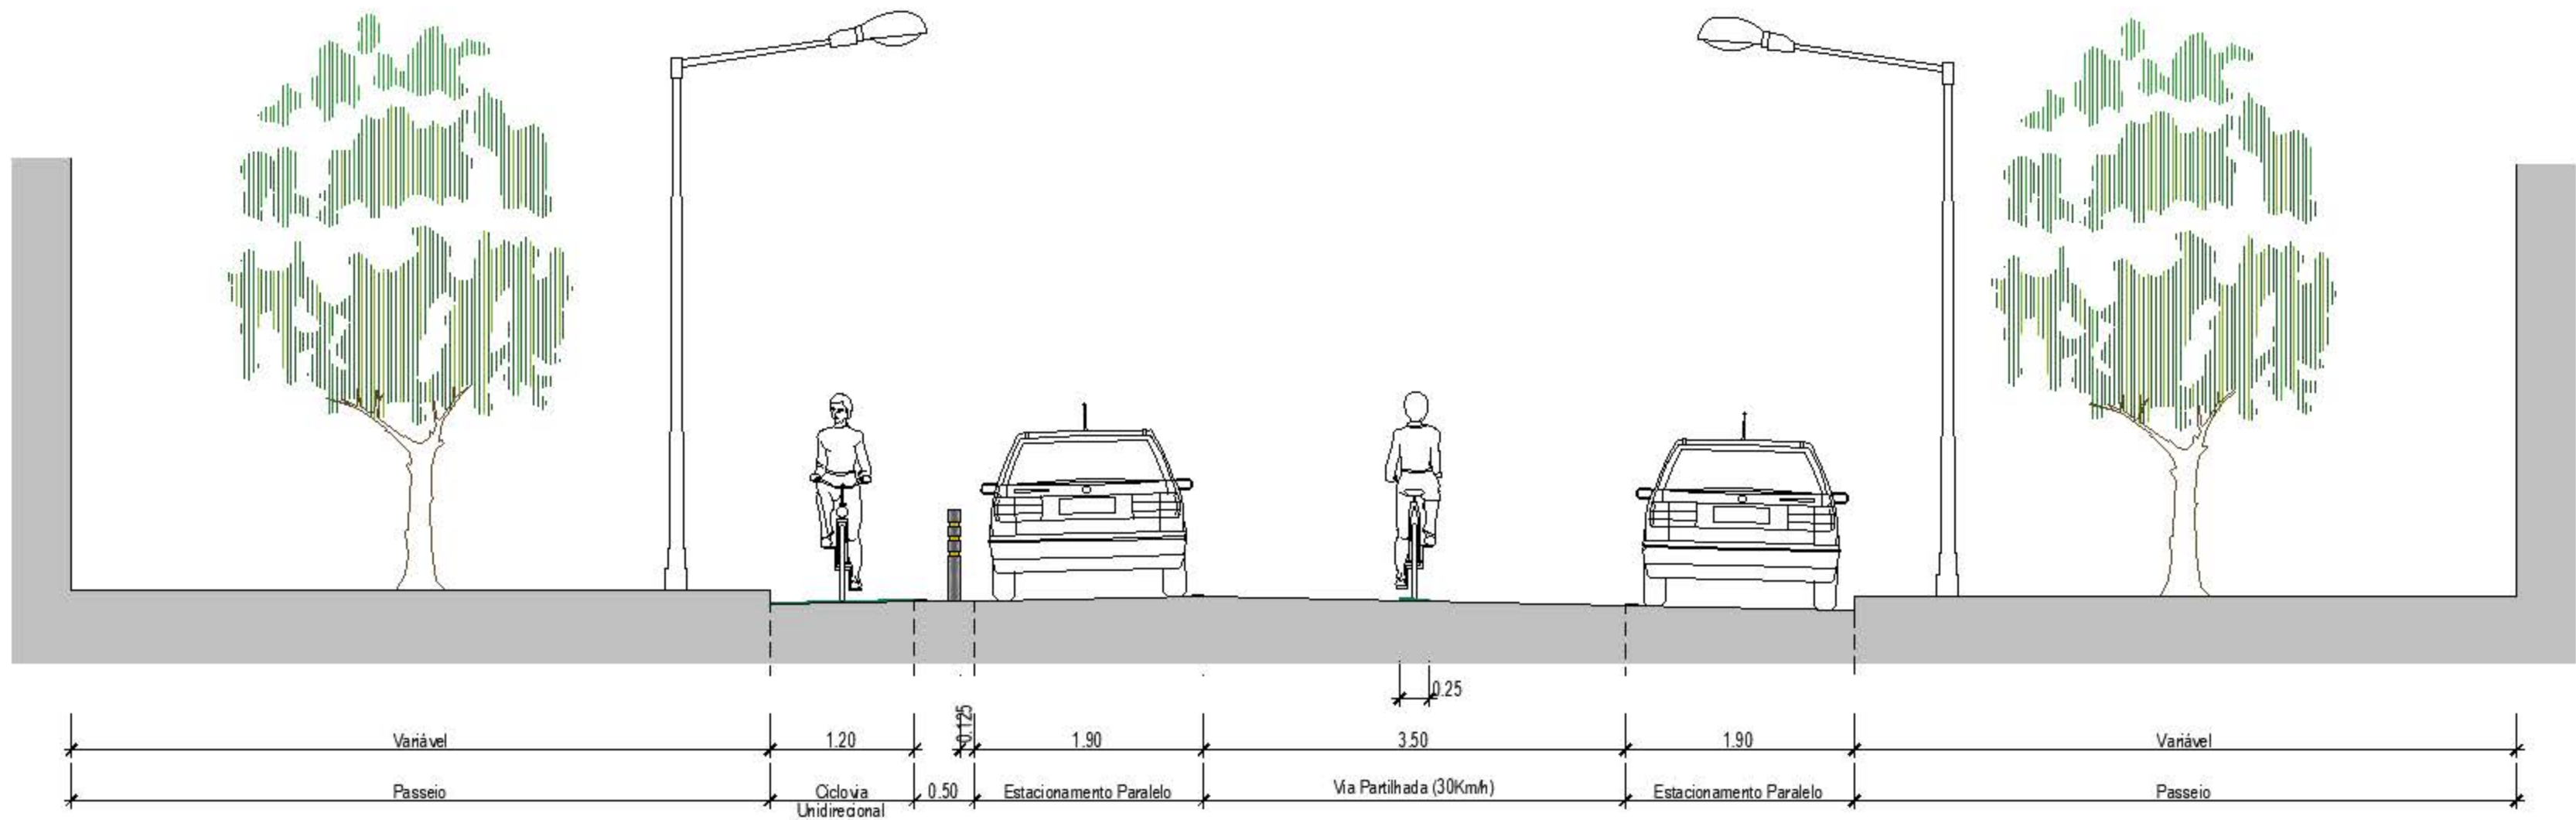 0.25
Variável
1.20
0.125
1.90
3.50
1.90
Variável
Passeio
Ciclovia
Unidirecional
0.50
Estacionamento Paralelo
Via Partilhada (30Km/h)
Estacionamento Paralelo
Passeio